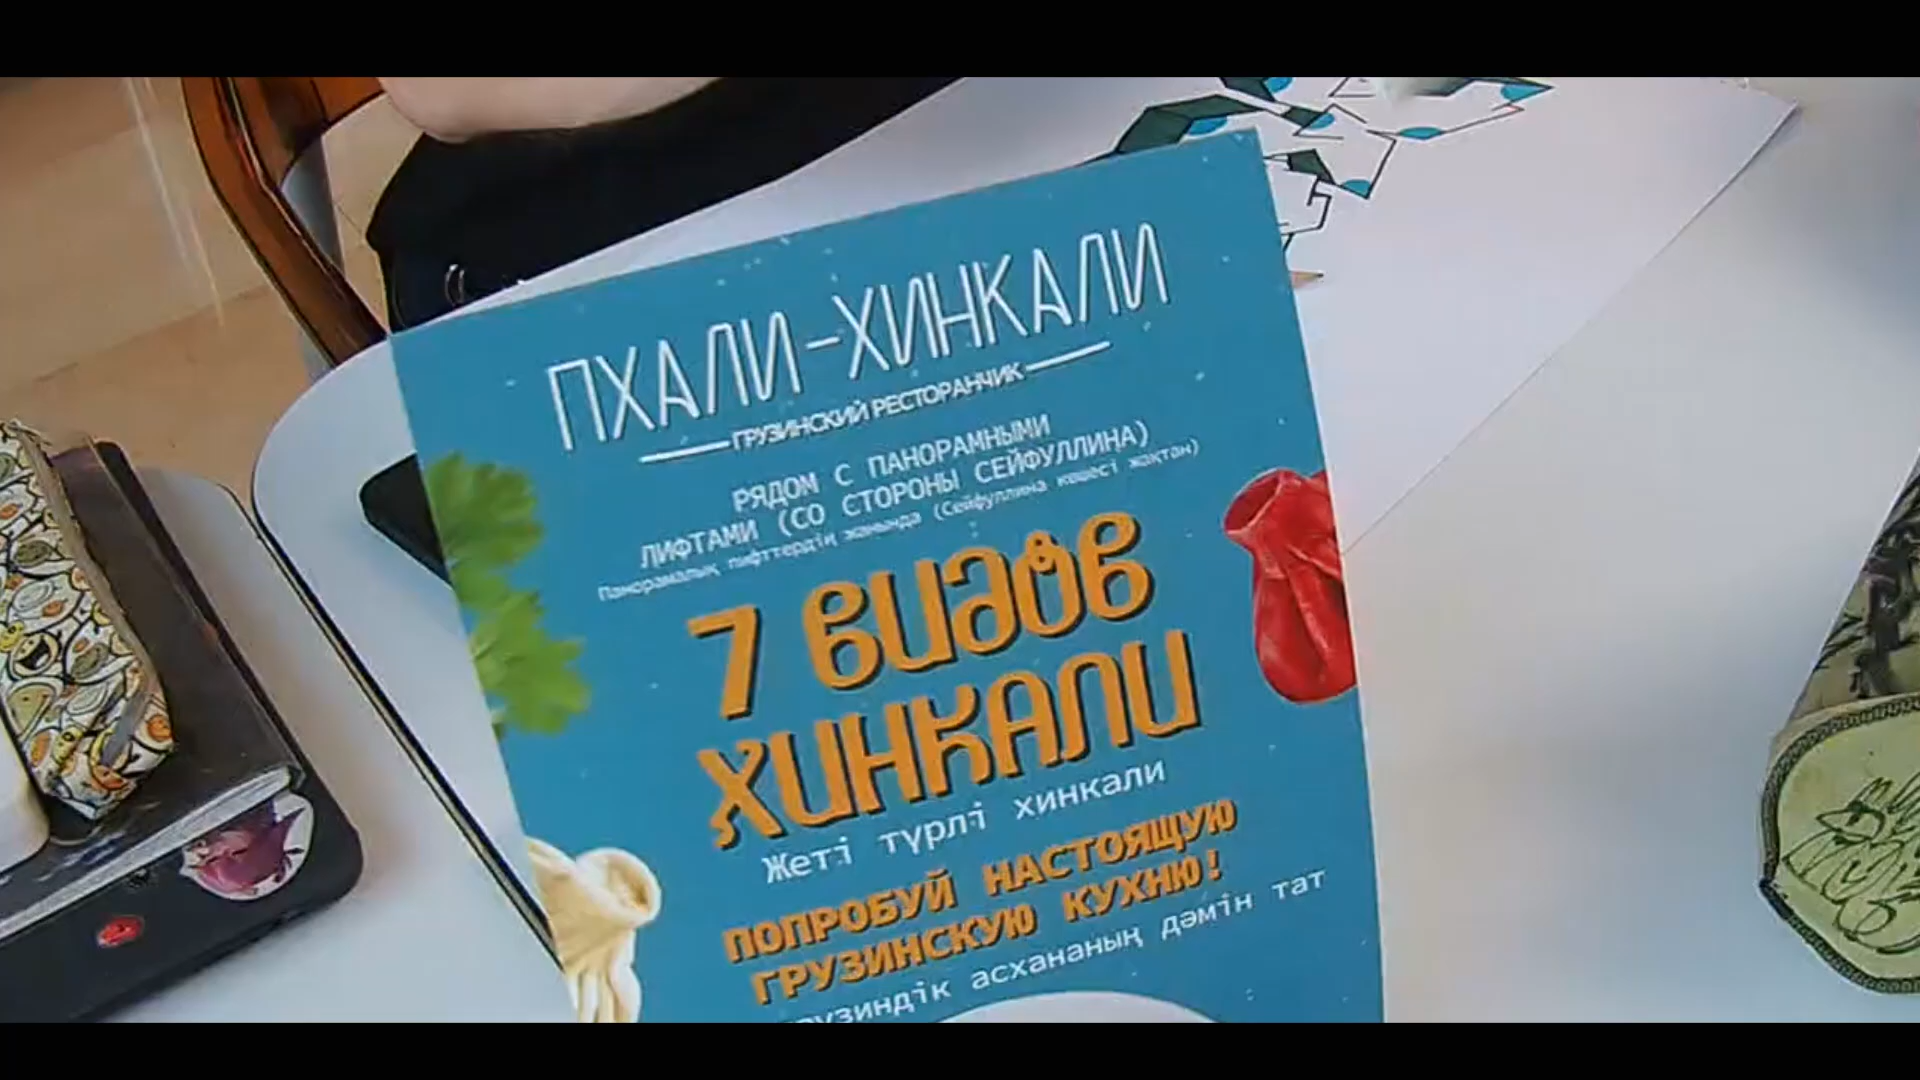 ПХАЛИ-ХИНКАЛИ
ГРУЗИНСКИЙ РЕСТОРАНЧИК
РЯДОМ С ПАНОРАМНЫМИ
ЛИФТАМИ (СО СТОРОНЫ СЕЙФУЛЛИНА)
Панорамалық лифттердің жанында (Сейфуллина көшесі жақтан)
7 видов
ХИНКАЛИ
Жеті түрлі хинкали
ПОПРОБУЙ НАСТОЯЩУЮ
ГРУЗИНСКУЮ КУХНЮ!
асхананың дәмін тат